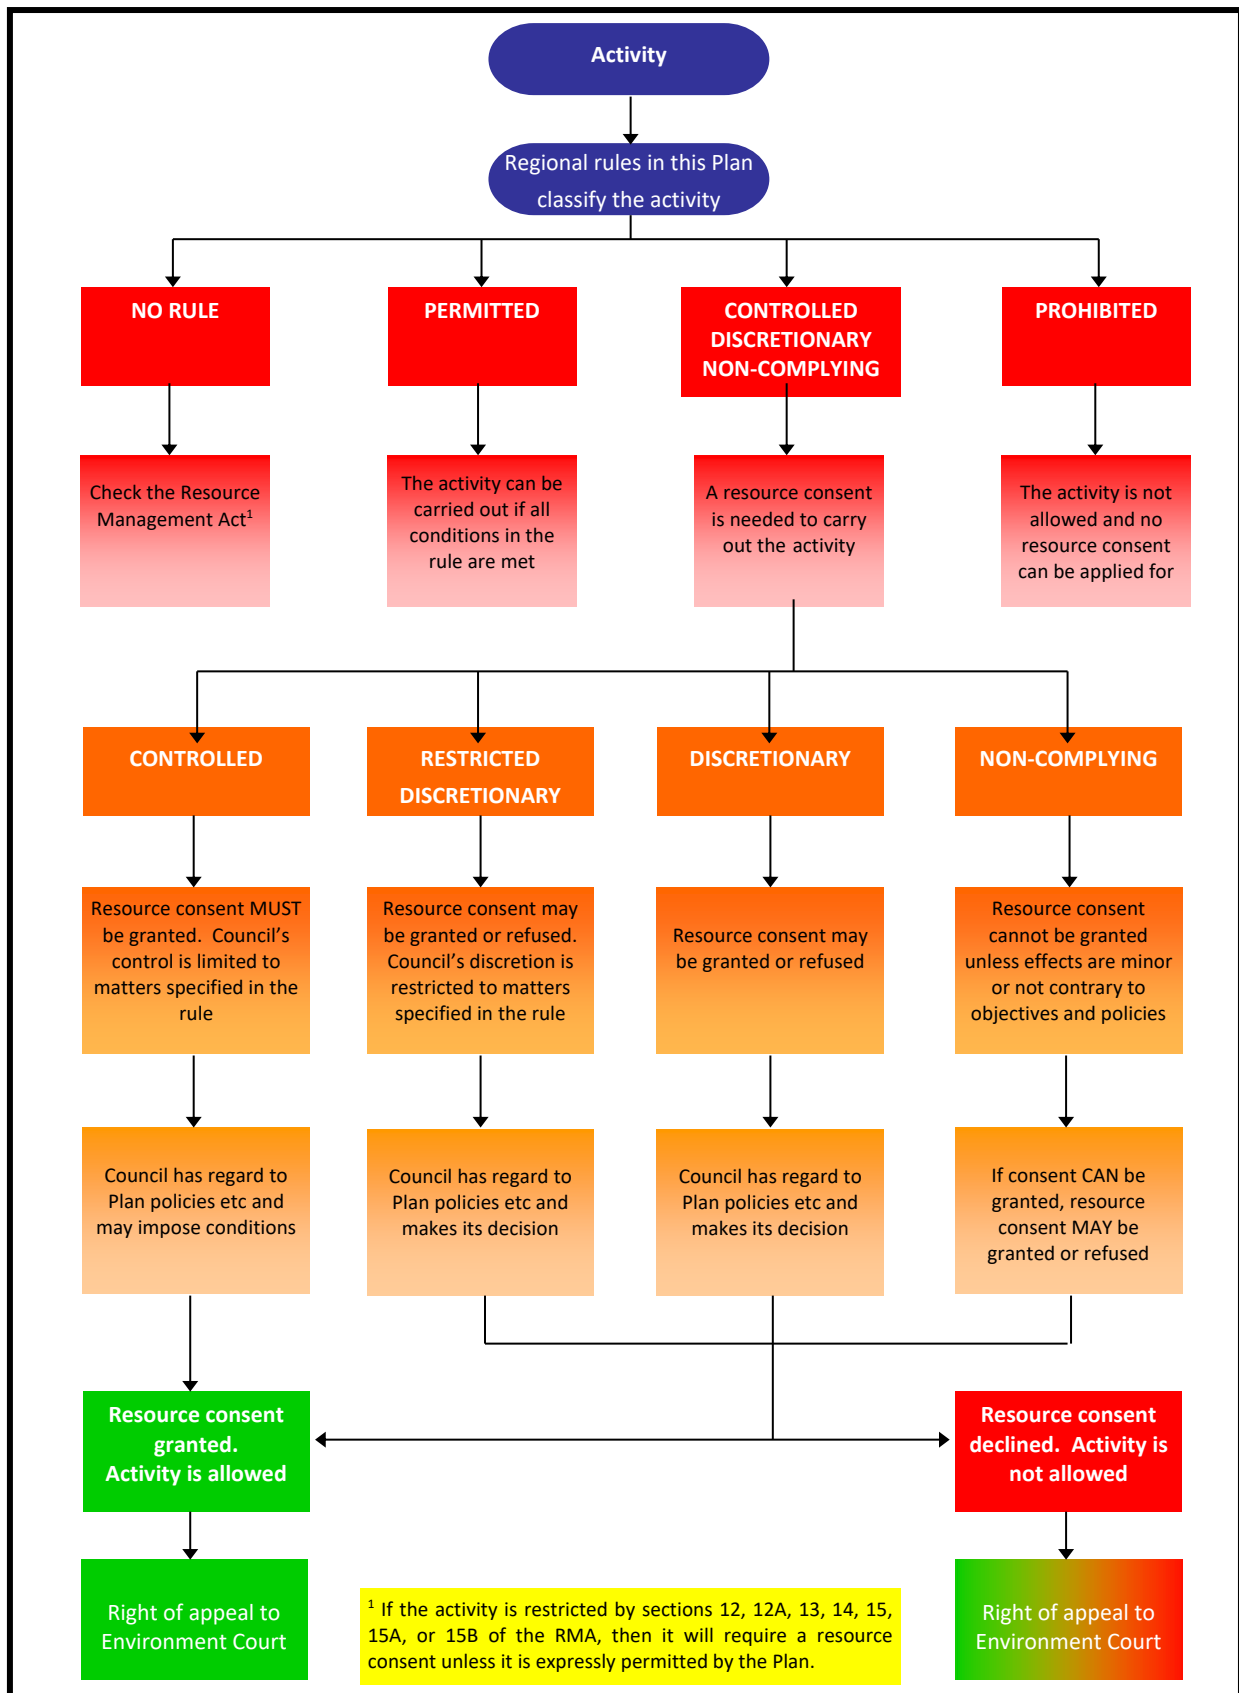 Activity
Regional rules in this Plan
classify the activity
NO RULE
PERMITTED
CONTROLLED
DISCRETIONARY
NON-COMPLYING
PROHIBITED
Check the Resource
Management Act¹
The activity can be
carried out if all
conditions in the
rule are met
A resource consent
is needed to carry
out the activity
The activity is not
allowed and no
resource consent
can be applied for
CONTROLLED
RESTRICTED
DISCRETIONARY
DISCRETIONARY
NON-COMPLYING
Resource consent MUST
be granted.  Council’s
control is limited to
matters specified in the
rule
Resource consent may
be granted or refused.
Council’s discretion is
restricted to matters
specified in the rule
Resource consent may
be granted or refused
Resource consent
cannot be granted
unless effects are minor
or not contrary to
objectives and policies
Council has regard to
Plan policies etc and
may impose conditions
Council has regard to
Plan policies etc and
makes its decision
Council has regard to
Plan policies etc and
makes its decision
If consent CAN be
granted, resource
consent MAY be
granted or refused
Resource consent
granted.
Activity is allowed
Resource consent
declined.  Activity is
not allowed
Right of appeal to
Environment Court
¹ If the activity is restricted by sections 12, 12A, 13, 14, 15,
15A, or 15B of the RMA, then it will require a resource
consent unless it is expressly permitted by the Plan.
Right of appeal to
Environment Court